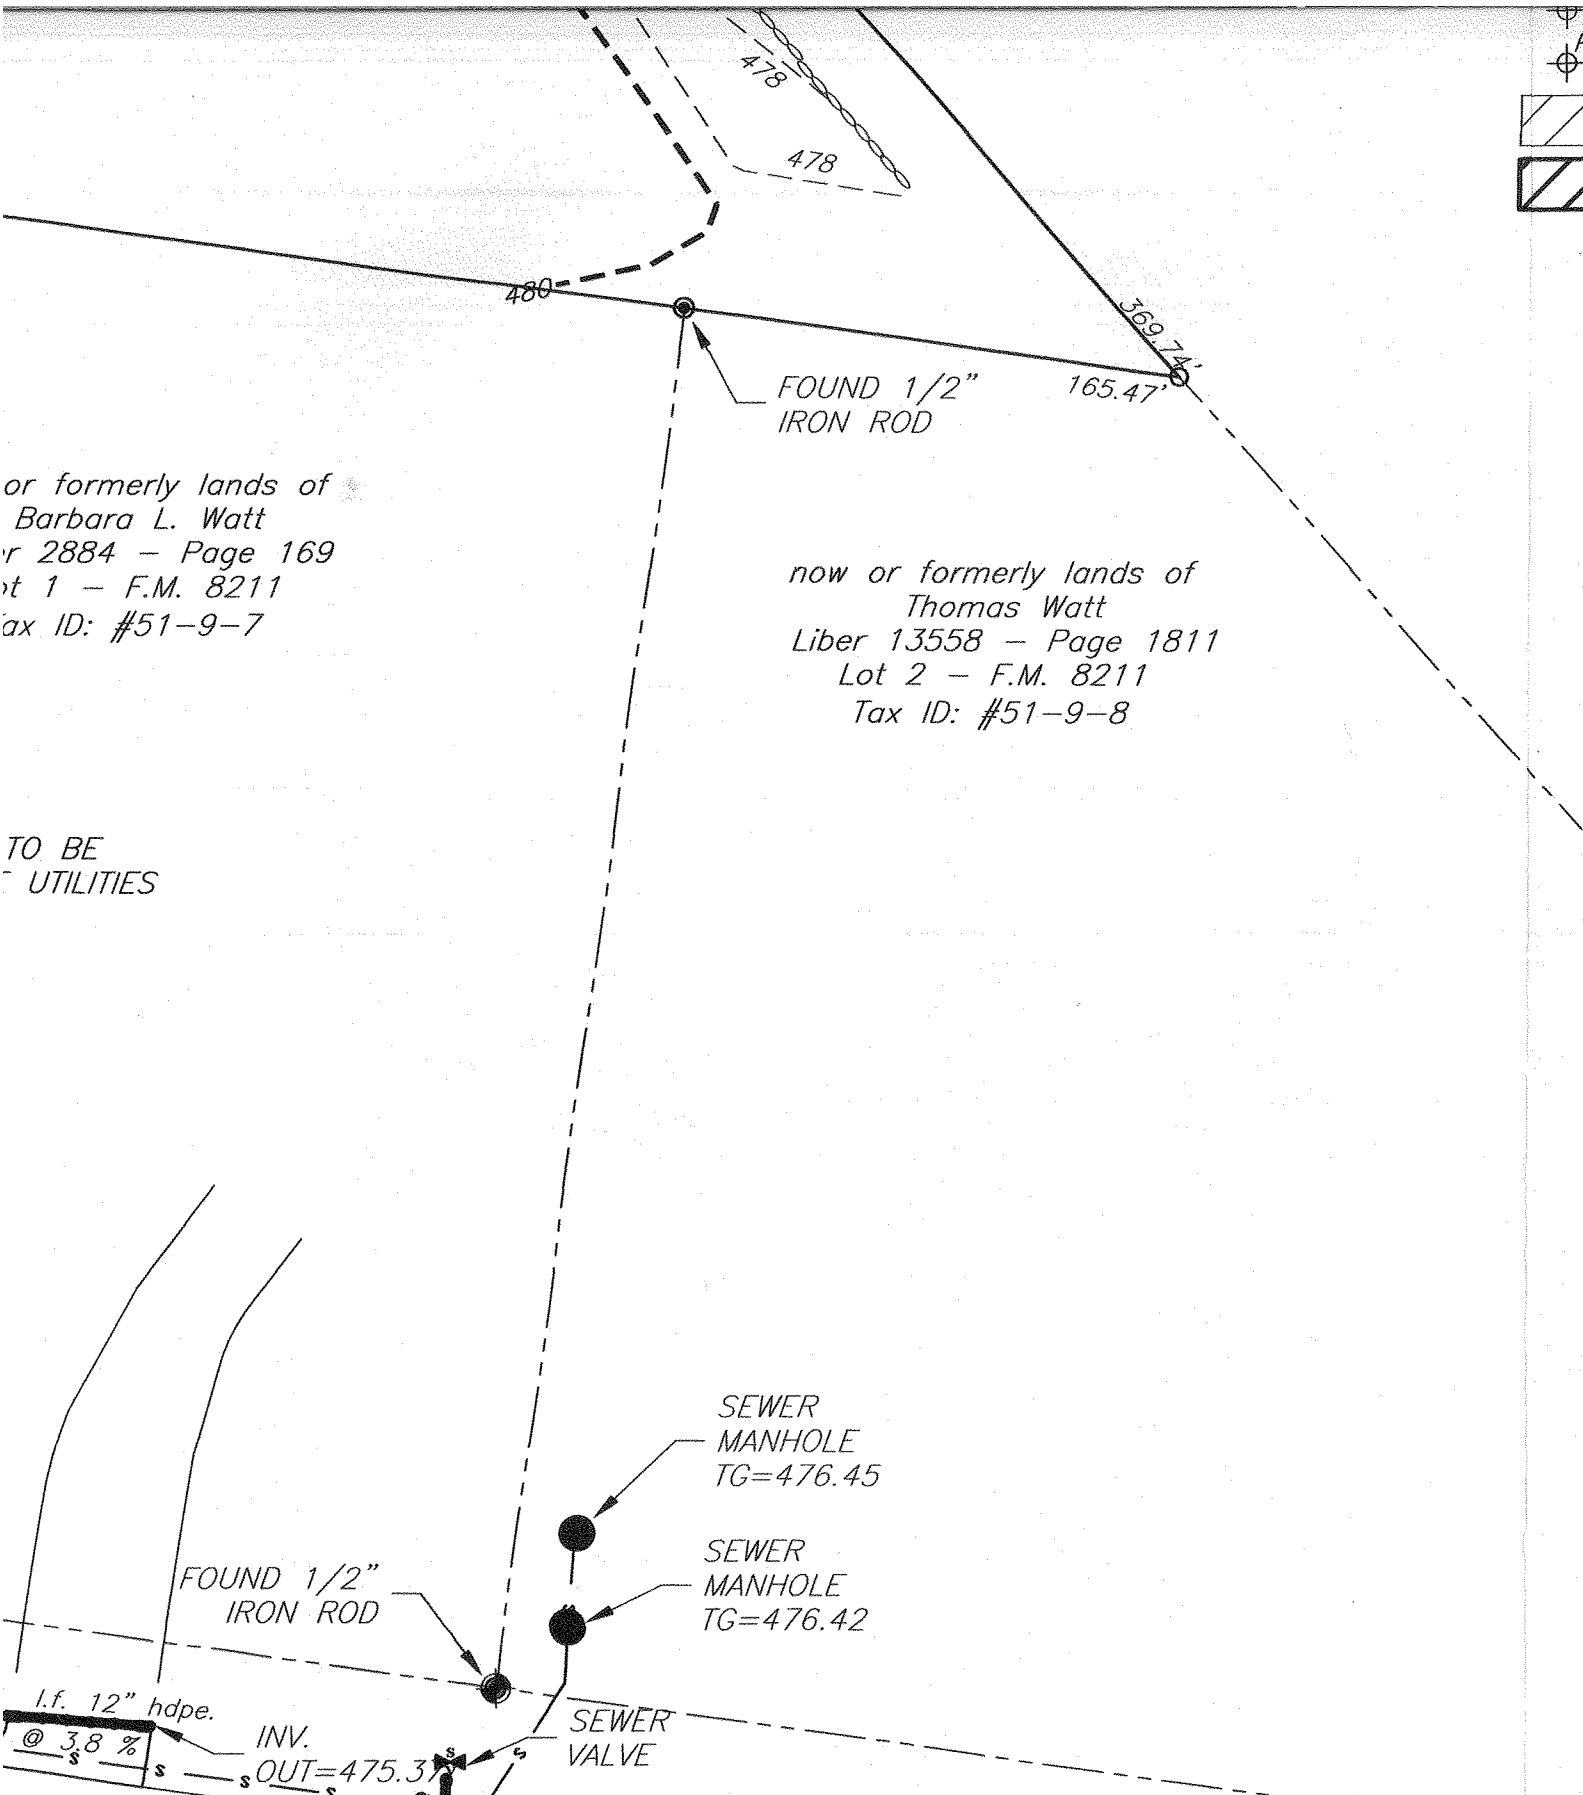 478
478
480
369.74'
165.47'
FOUND 1/2"
IRON ROD
or formerly lands of
Barbara L. Watt
r 2884 - Page 169
ot 1 - F.M. 8211
ax ID: #51-9-7
now or formerly lands of
Thomas Watt
Liber 13558 - Page 1811
Lot 2 - F.M. 8211
Tax ID: #51-9-8
TO BE
UTILITIES
SEWER
MANHOLE
TG=476.45
SEWER
MANHOLE
TG=476.42
FOUND 1/2"
IRON ROD
l.f. 12" hdpe.
@ 3.8 %
INV.
OUT=475.37
SEWER
VALVE
s
s
s
s
s
s
s